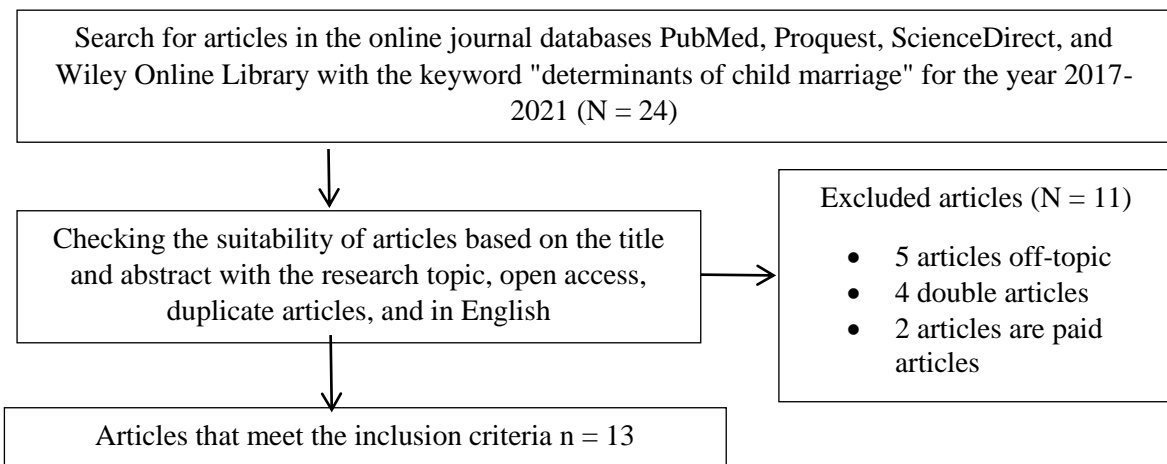 Search for articles in the online journal databases PubMed, Proquest, ScienceDirect, and
Wiley Online Library with the keyword "determinants of child marriage" for the year 2017-
2021 (N = 24)
Checking the suitability of articles based on the title
and abstract with the research topic, open access,
duplicate articles, and in English
Excluded articles (N = 11)
• 5 articles off-topic
• 4 double articles
• 2 articles are paid
articles
Articles that meet the inclusion criteria n = 13